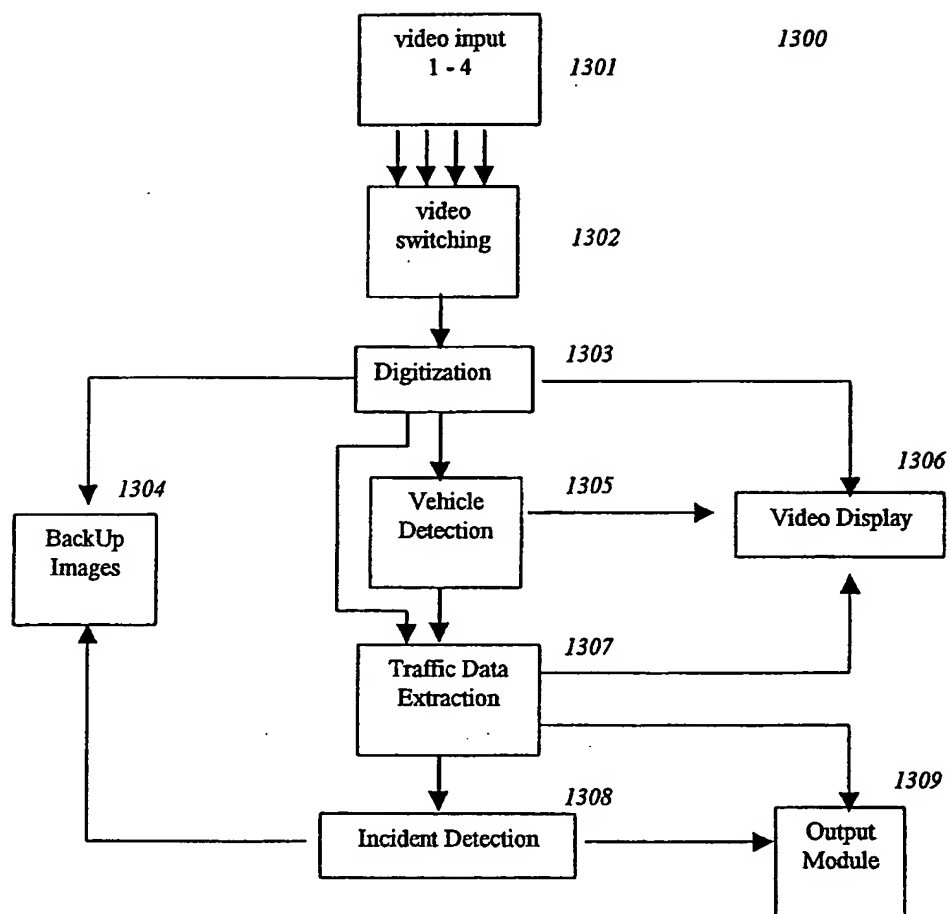 video input
1 - 4
1300
1301
video
switching
1302
1303
Digitization
1304
1305
1306
Vehicle
Detection
Video Display
BackUp
Images
1307
Traffic Data
Extraction
1308
1309
Incident Detection
Output
Module